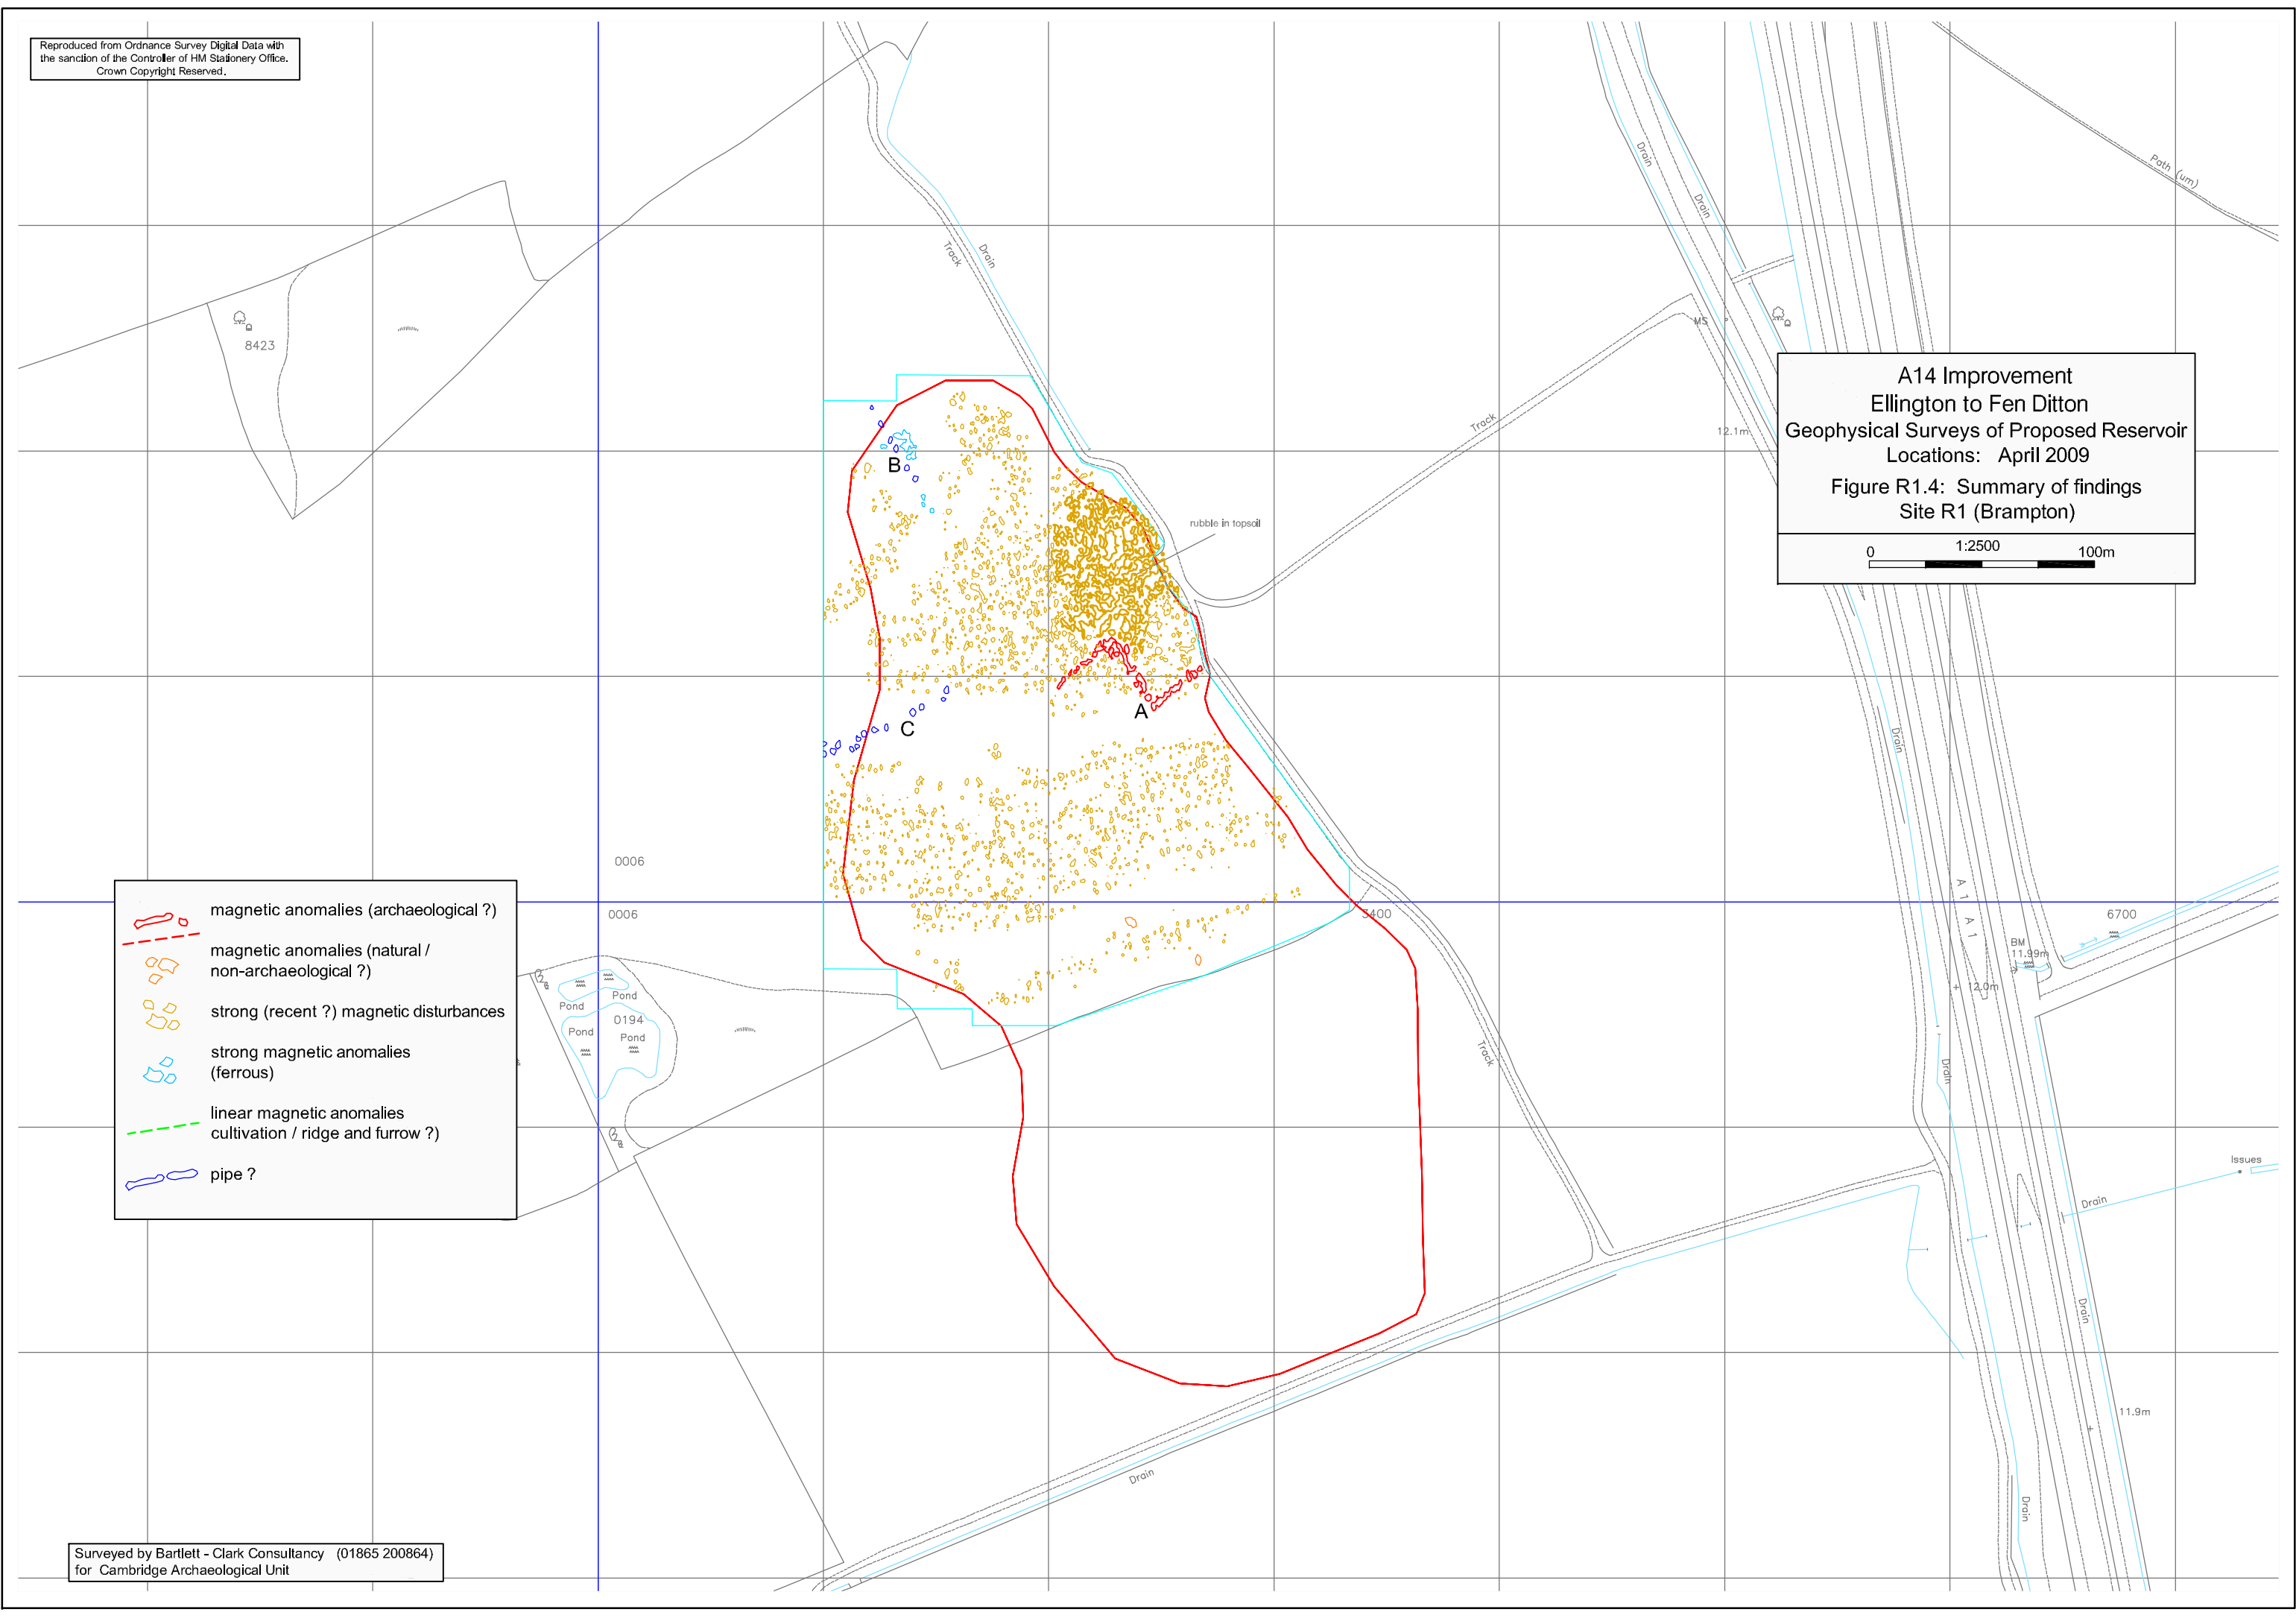 Reproduced from Ordnance Survey Digital Data with
the sanction of the Controller of HM Stationery Office.
Crown Copyright Reserved.
Drain
Path (um)
Drain
Track
Drain
8423
MS
A14 Improvement
Ellington to Fen Ditton
Geophysical Surveys of Proposed Reservoir
Locations: April 2009
Figure R1.4: Summary of findings
Site R1 (Brampton)
0 1:2500 100m
Track
12.1m
B
rubble in topsoil
A
C
Drain
0006
0006
3400
A 1
A 1
6700
BM
11.99m
12.0m
magnetic anomalies (archaeological ?)
magnetic anomalies (natural /
non-archaeological ?)
strong (recent ?) magnetic disturbances
strong magnetic anomalies
(ferrous)
linear magnetic anomalies
cultivation / ridge and furrow ?)
pipe ?
Pond
Pond
0194
Pond
Pond
Track
Drain
Issues
Drain
Drain
11.9m
Drain
Drain
Surveyed by Bartlett - Clark Consultancy (01865 200864)
for Cambridge Archaeological Unit